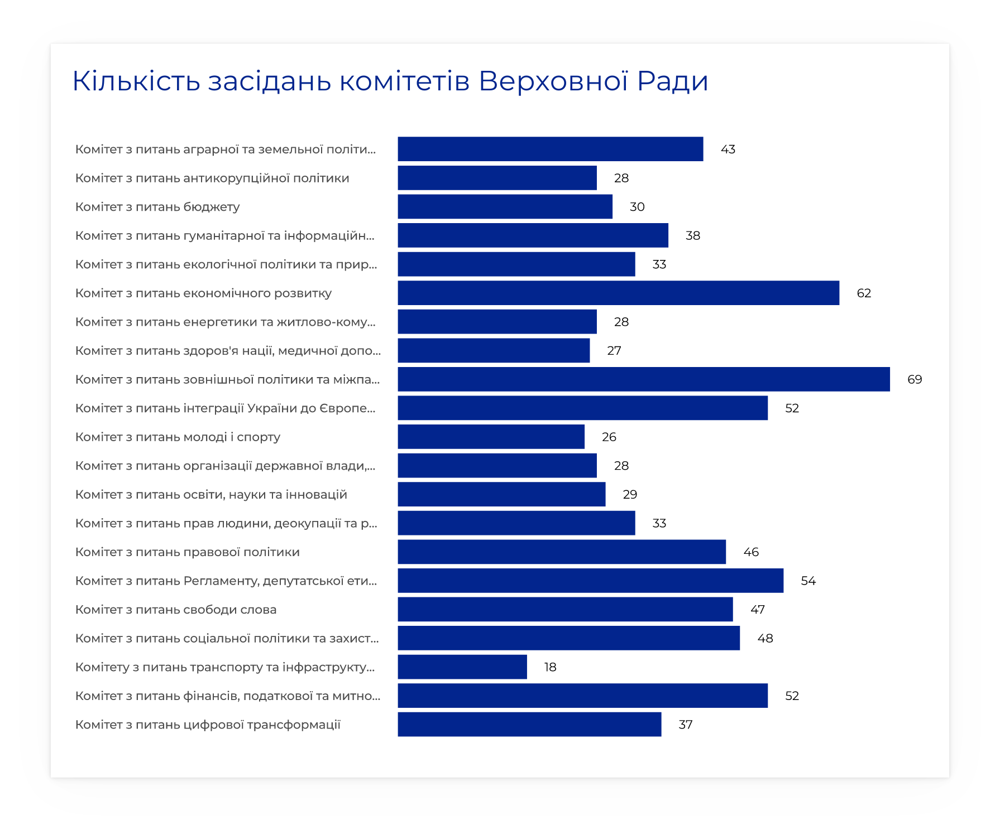 Кількість засідань комітетів Верховної Ради
Комітет з питань аграрної та земельної політи... 43
Комітет з питань антикорупційної політики 28
Комітет з питань бюджету 30
Комітет з питань гуманітарної та інформаційн... 38
Комітет з питань екологічної політики та прир... 33
Комітет з питань економічного розвитку 62
Комітет з питань енергетики та житлово-кому... 28
Комітет з питань здоров'я нації, медичної допо... 27
Комітет з питань зовнішньої політики та міжпа... 69
Комітет з питань інтеграції України до Європе... 52
Комітет з питань молоді і спорту 26
Комітет з питань організації державної влади,... 28
Комітет з питань освіти, науки та інновацій 29
Комітет з питань прав людини, деокупації та р... 33
Комітет з питань правової політики 46
Комітет з питань Регламенту, депутатської ети... 54
Комітет з питань свободи слова 47
Комітет з питань соціальної політики та захист... 48
Комітету з питань транспорту та інфраструкту... 18
Комітет з питань фінансів, податкової та митно... 52
Комітет з питань цифрової трансформації 37